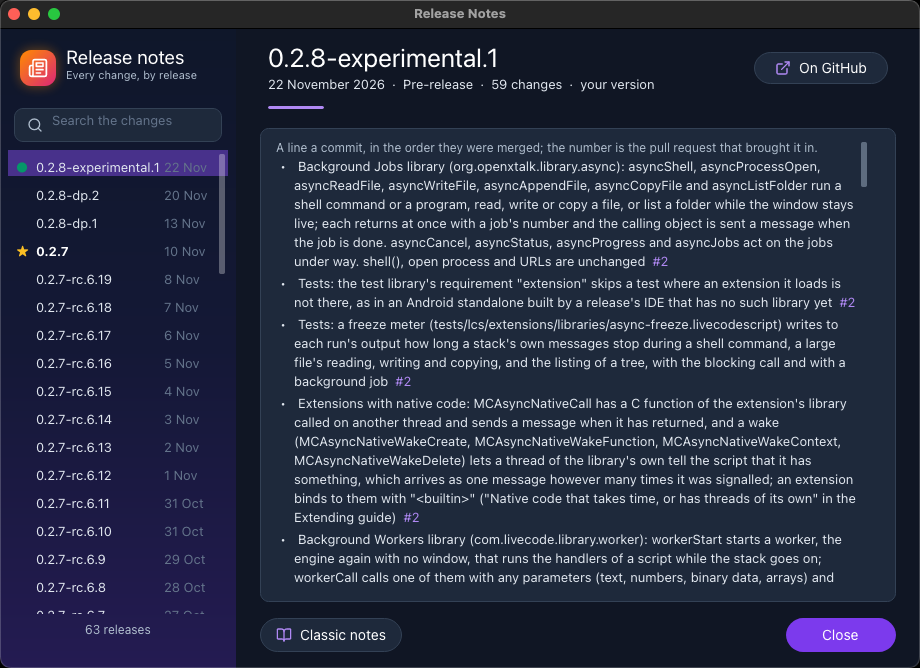 Release Notes
Release notes
Every change, by release
Search the changes
0.2.8-experimental.1 22 Nov
0.2.8-dp.2 20 Nov
0.2.8-dp.1 13 Nov
0.2.7 10 Nov
0.2.7-rc.6.19 8 Nov
0.2.7-rc.6.18 7 Nov
0.2.7-rc.6.17 6 Nov
0.2.7-rc.6.16 5 Nov
0.2.7-rc.6.15 4 Nov
0.2.7-rc.6.14 3 Nov
0.2.7-rc.6.13 2 Nov
0.2.7-rc.6.12 1 Nov
0.2.7-rc.6.11 31 Oct
0.2.7-rc.6.10 31 Oct
0.2.7-rc.6.9 29 Oct
0.2.7-rc.6.8 28 Oct
0.2.7-rc.6.7 27 Oct
63 releases
0.2.8-experimental.1
22 November 2026 · Pre-release · 59 changes · your version
On GitHub
A line a commit, in the order they were merged; the number is the pull request that brought it in.
• Background Jobs library (org.openxtalk.library.async): asyncShell, asyncProcessOpen,
asyncReadFile, asyncWriteFile, asyncAppendFile, asyncCopyFile and asyncListFolder run a
shell command or a program, read, write or copy a file, or list a folder while the window stays
live; each returns at once with a job's number and the calling object is sent a message when
the job is done. asyncCancel, asyncStatus, asyncProgress and asyncJobs act on the jobs
under way. shell(), open process and URLs are unchanged #2
• Tests: the test library's requirement "extension" skips a test where an extension it loads is
not there, as in an Android standalone built by a release's IDE that has no such library yet #2
• Tests: a freeze meter (tests/lcs/extensions/libraries/async-freeze.livecodescript) writes to
each run's output how long a stack's own messages stop during a shell command, a large
file's reading, writing and copying, and the listing of a tree, with the blocking call and with a
background job #2
• Extensions with native code: MCAsyncNativeCall has a C function of the extension's library
called on another thread and sends a message when it has returned, and a wake
(MCAsyncNativeWakeCreate, MCAsyncNativeWakeFunction, MCAsyncNativeWakeContext,
MCAsyncNativeWakeDelete) lets a thread of the library's own tell the script that it has
something, which arrives as one message however many times it was signalled; an extension
binds to them with "<builtin>" ("Native code that takes time, or has threads of its own" in the
Extending guide) #2
• Background Workers library (com.livecode.library.worker): workerStart starts a worker, the
engine again with no window, that runs the handlers of a script while the stack goes on;
workerCall calls one of them with any parameters (text, numbers, binary data, arrays) and
Classic notes
Close